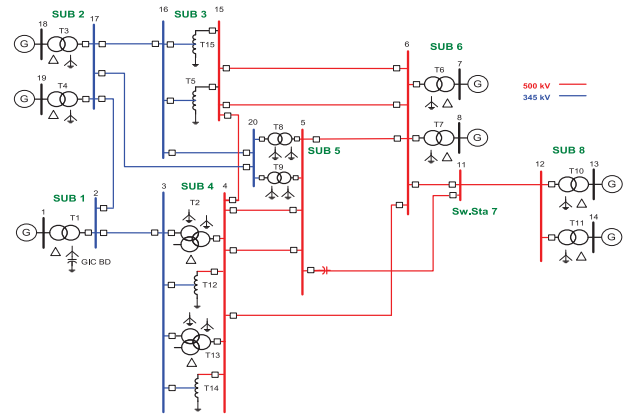 SUB 2
17
16
SUB 3
15
18
G
T3
T15
6
SUB 6
7
T6
G
19
G
T4
T5
500 kV
345 kV
20
T8
5
T7
8
G
T9
SUB 5
11
12
SUB 8
13
T10
G
SUB 1
2
3
SUB 4
4
T2
Sw.Sta 7
1
G
T1
T11
14
G
GIC BD
T12
T13
T14